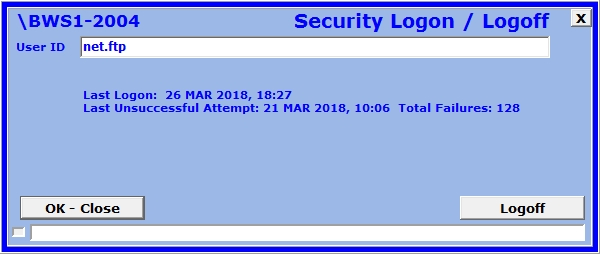 \BWS1-2004 Security Logon / Logoff X
User ID net.ftp
Last Logon: 26 MAR 2018, 18:27
Last Unsuccessful Attempt: 21 MAR 2018, 10:06 Total Failures: 128
OK - Close Logoff